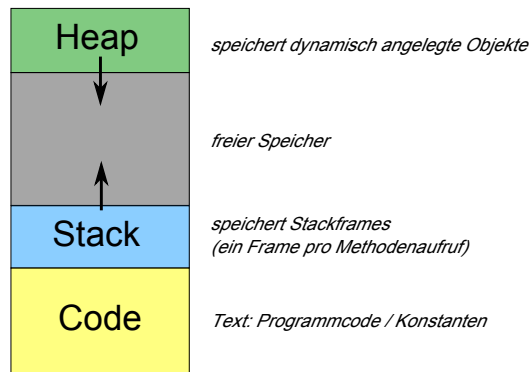 Heap
speichert dynamisch angelegte Objekte
freier Speicher
Stack
speichert Stackframes
(ein Frame pro Methodenaufruf)
Code
Text: Programmcode / Konstanten